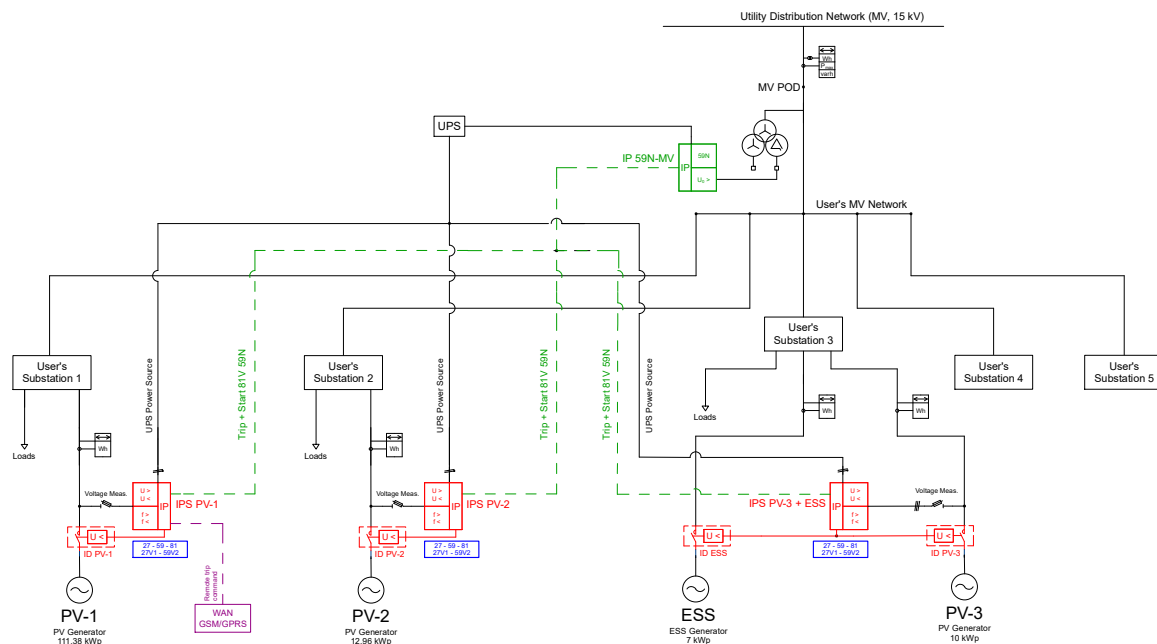 Utility Distribution Network (MV, 15 kV)
Wh
Pmax
varh
MV POD
UPS
IP 59N-MV
IP
59N
U0 >
User's MV Network
User's
Substation 1
User's
Substation 2
User's
Substation 3
User's
Substation 4
User's
Substation 5
UPS Power Source
Trip + Start 81V 59N
UPS Power Source
Trip + Start 81V 59N
Trip + Start 81V 59N
UPS Power Source
Loads
Loads
Loads
Wh
Wh
Wh
Wh
Voltage Meas.
U >
U <
IP
f >
f <
IPS PV-1
Voltage Meas.
U >
U <
IP
f >
f <
IPS PV-2
IPS PV-3 + ESS
U >
U <
IP
f >
f <
Voltage Meas.
U <
ID PV-1
27 - 59 - 81
27V1 - 59V2
U <
ID PV-2
27 - 59 - 81
27V1 - 59V2
U <
ID ESS
27 - 59 - 81
27V1 - 59V2
U <
ID PV-3
Remote trip
command
WAN
GSM/GPRS
PV-1
PV Generator
111.38 kWp
PV-2
PV Generator
12.96 kWp
ESS
ESS Generator
7 kWp
PV-3
PV Generator
10 kWp